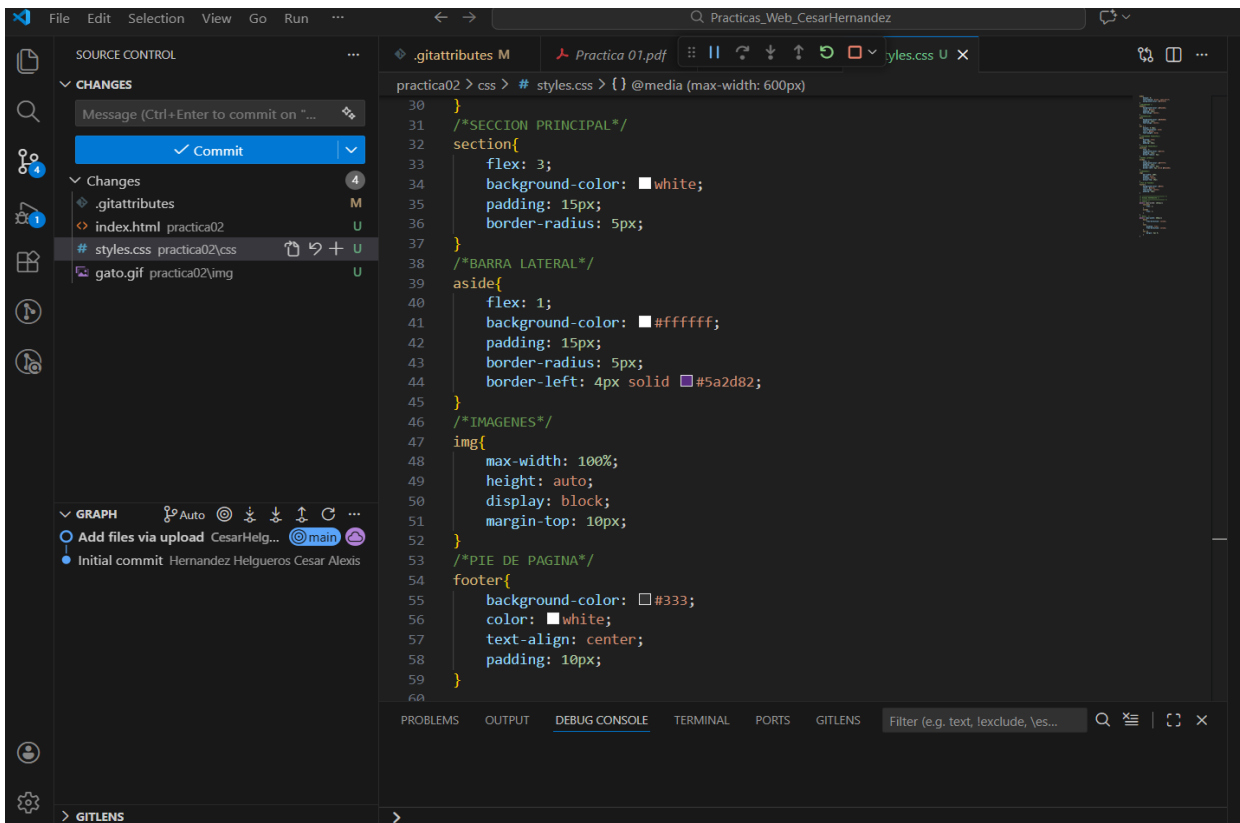 File Edit Selection View Go Run ··· Practicas_Web_CesarHernandez
SOURCE CONTROL
CHANGES
Message (Ctrl+Enter to commit on "...
Commit
Changes 4
.gitattributes M
index.html practica02 U
styles.css practica02\css U
gato.gif practica02\img U
4
1
GRAPH Auto
Add files via upload CesarHelg... main
Initial commit Hernandez Helgueros Cesar Alexis
GITLENS
.gitattributes M Practica 01.pdf yles.css U
practica02 > css > # styles.css > { } @media (max-width: 600px)
30 }
31 /*SECCION PRINCIPAL*/
32 section{
33 flex: 3;
34 background-color: white;
35 padding: 15px;
36 border-radius: 5px;
37 }
38 /*BARRA LATERAL*/
39 aside{
40 flex: 1;
41 background-color: #ffffff;
42 padding: 15px;
43 border-radius: 5px;
44 border-left: 4px solid #5a2d82;
45 }
46 /*IMAGENES*/
47 img{
48 max-width: 100%;
49 height: auto;
50 display: block;
51 margin-top: 10px;
52 }
53 /*PIE DE PAGINA*/
54 footer{
55 background-color: #333;
56 color: white;
57 text-align: center;
58 padding: 10px;
59 }
60
PROBLEMS OUTPUT DEBUG CONSOLE TERMINAL PORTS GITLENS Filter (e.g. text, !exclude, \es...